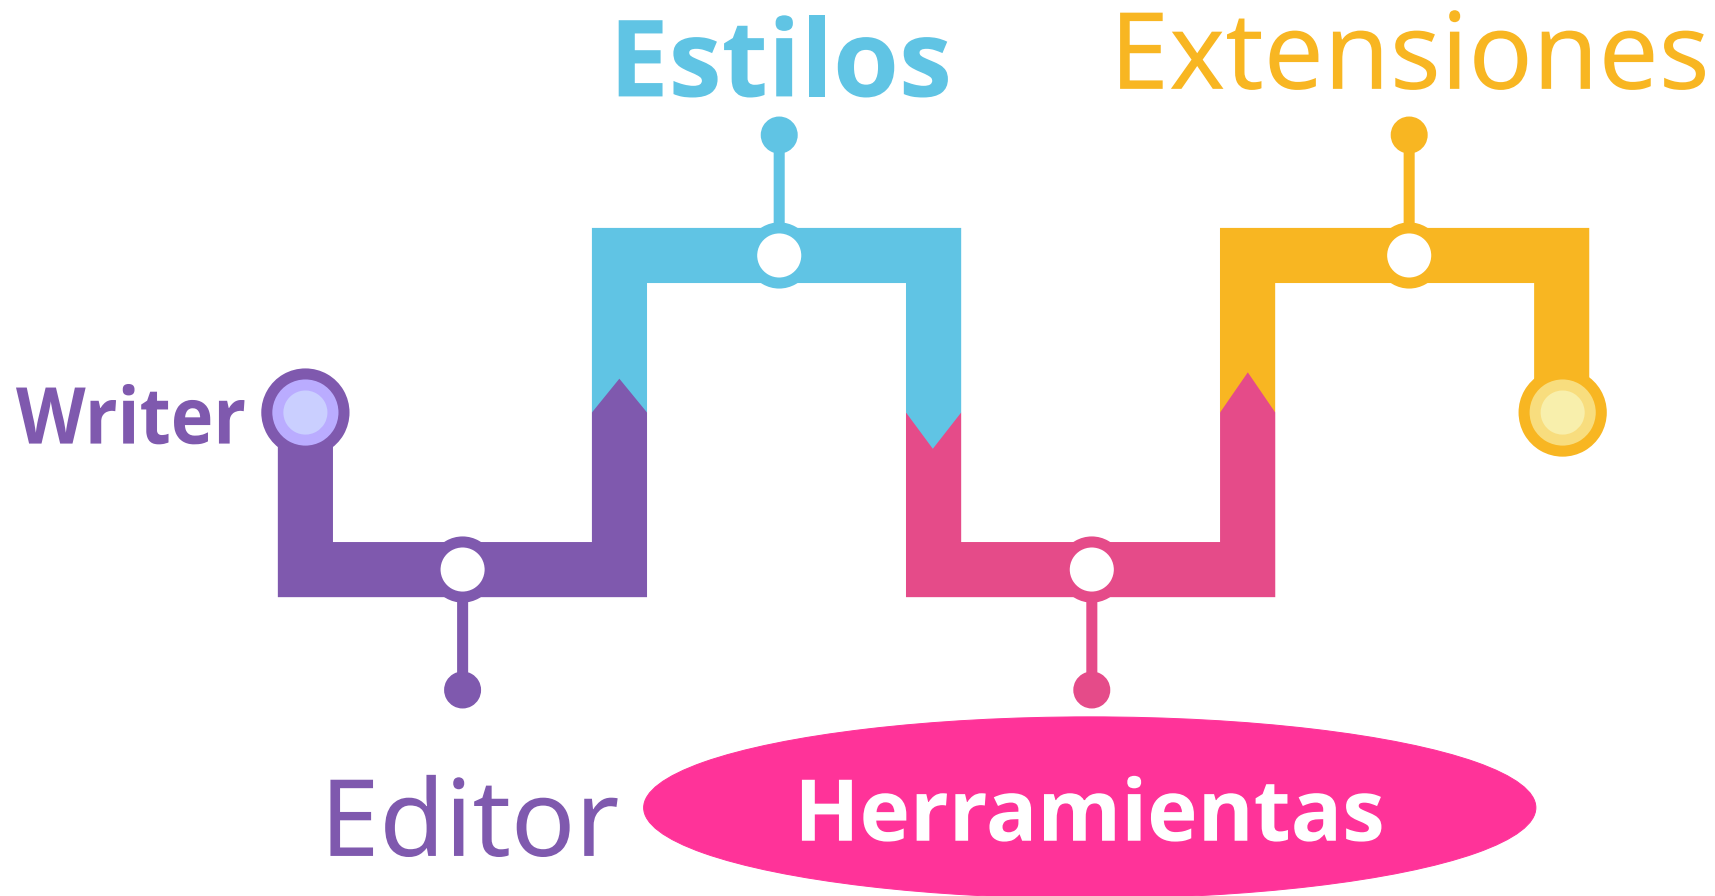 Estilos
Extensiones
Writer
Editor
Herramientas